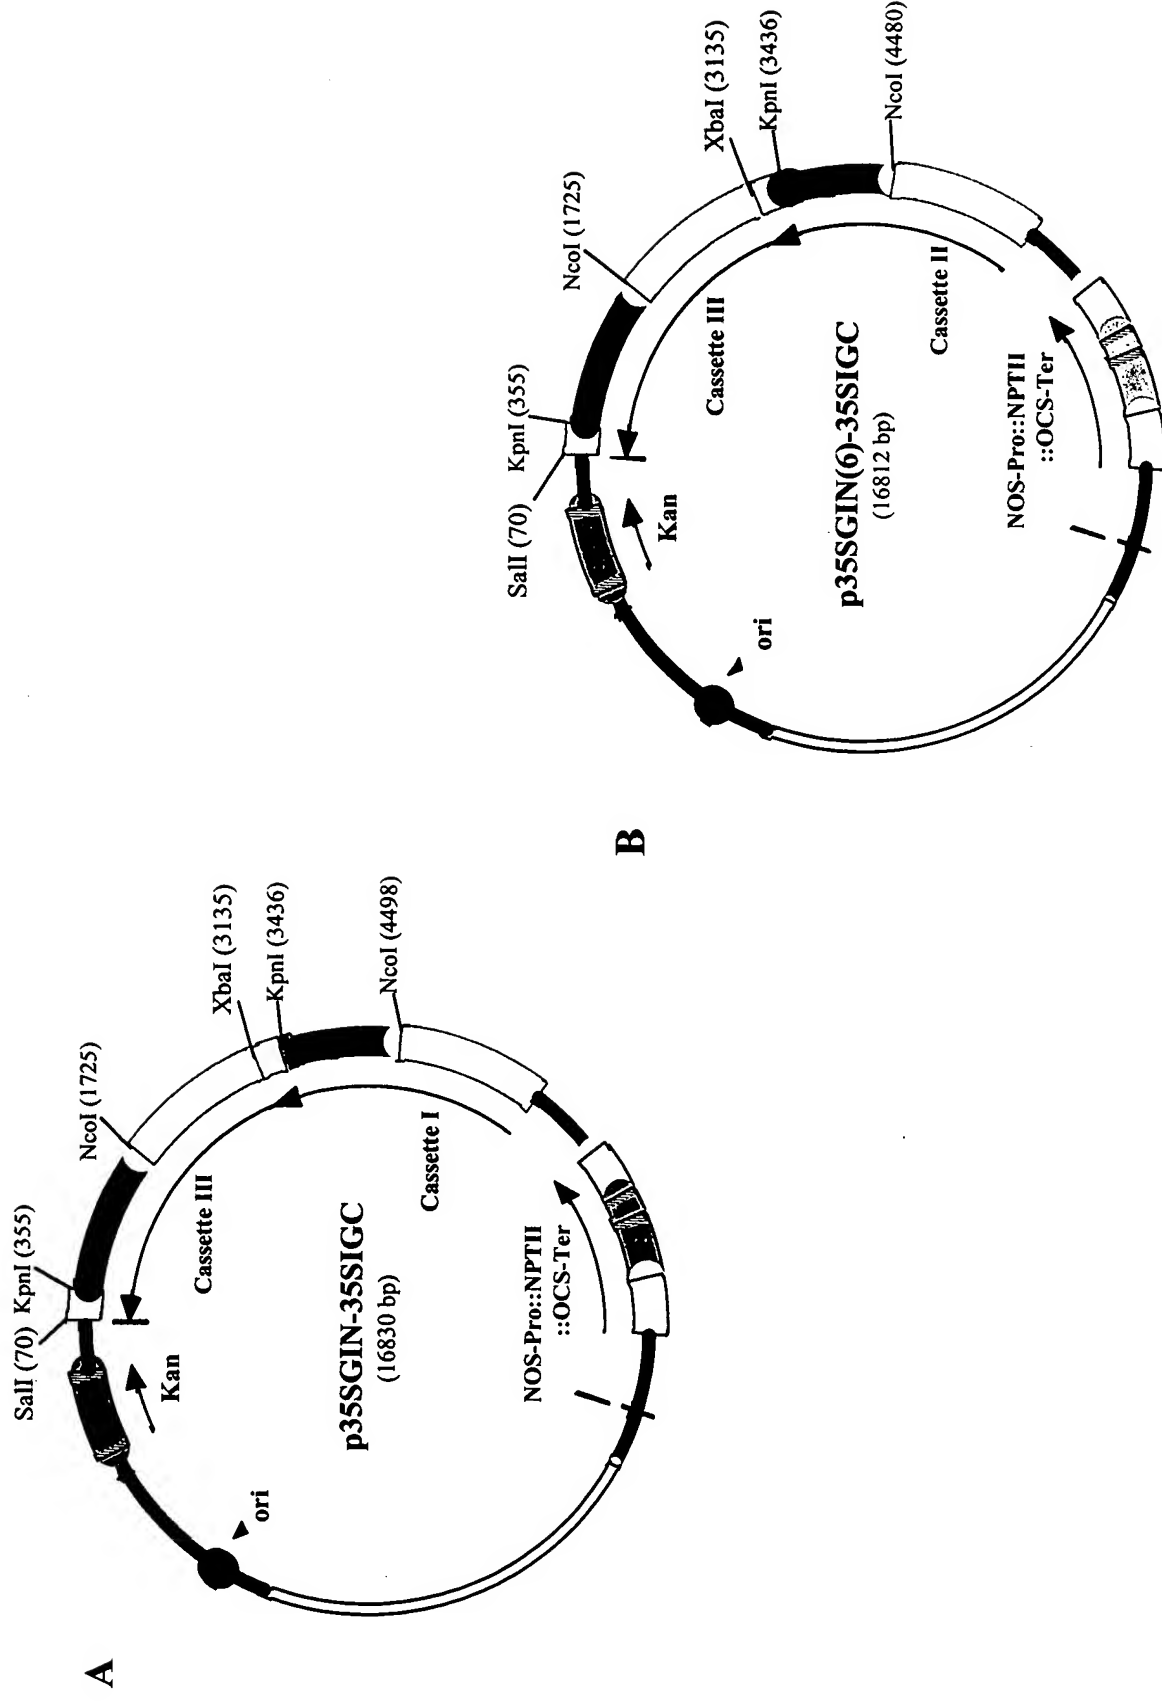 A
SalI (70)
KpnI (355)
NcoI (1725)
XbaI (3135)
KpnI (3436)
NcoI (4498)
Cassette III
Cassette I
Kan
ori
p35SGIN-35SIGC
(16830 bp)
NOS-Pro::NPTII
::OCS-Ter
B
SalI (70)
KpnI (355)
NcoI (1725)
XbaI (3135)
KpnI (3436)
NcoI (4480)
Cassette III
Cassette II
Kan
ori
p35SGIN(6)-35SIGC
(16812 bp)
NOS-Pro::NPTII
::OCS-Ter